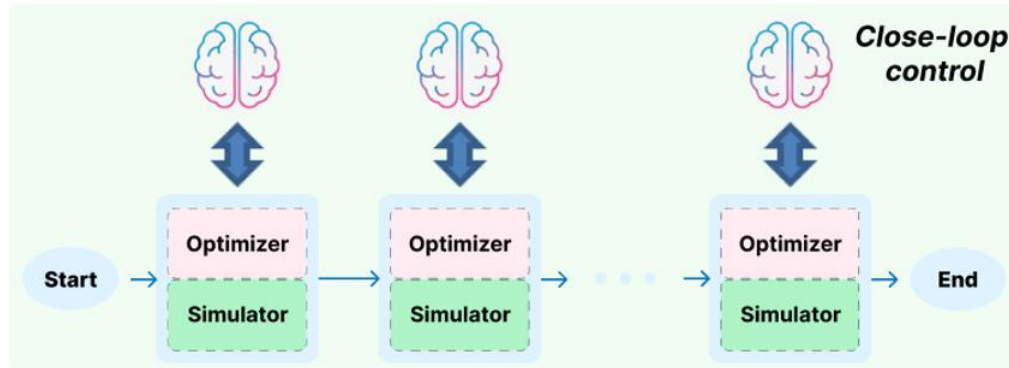 Close-loop
control
Start
Optimizer
Simulator
Optimizer
Simulator
Optimizer
Simulator
End